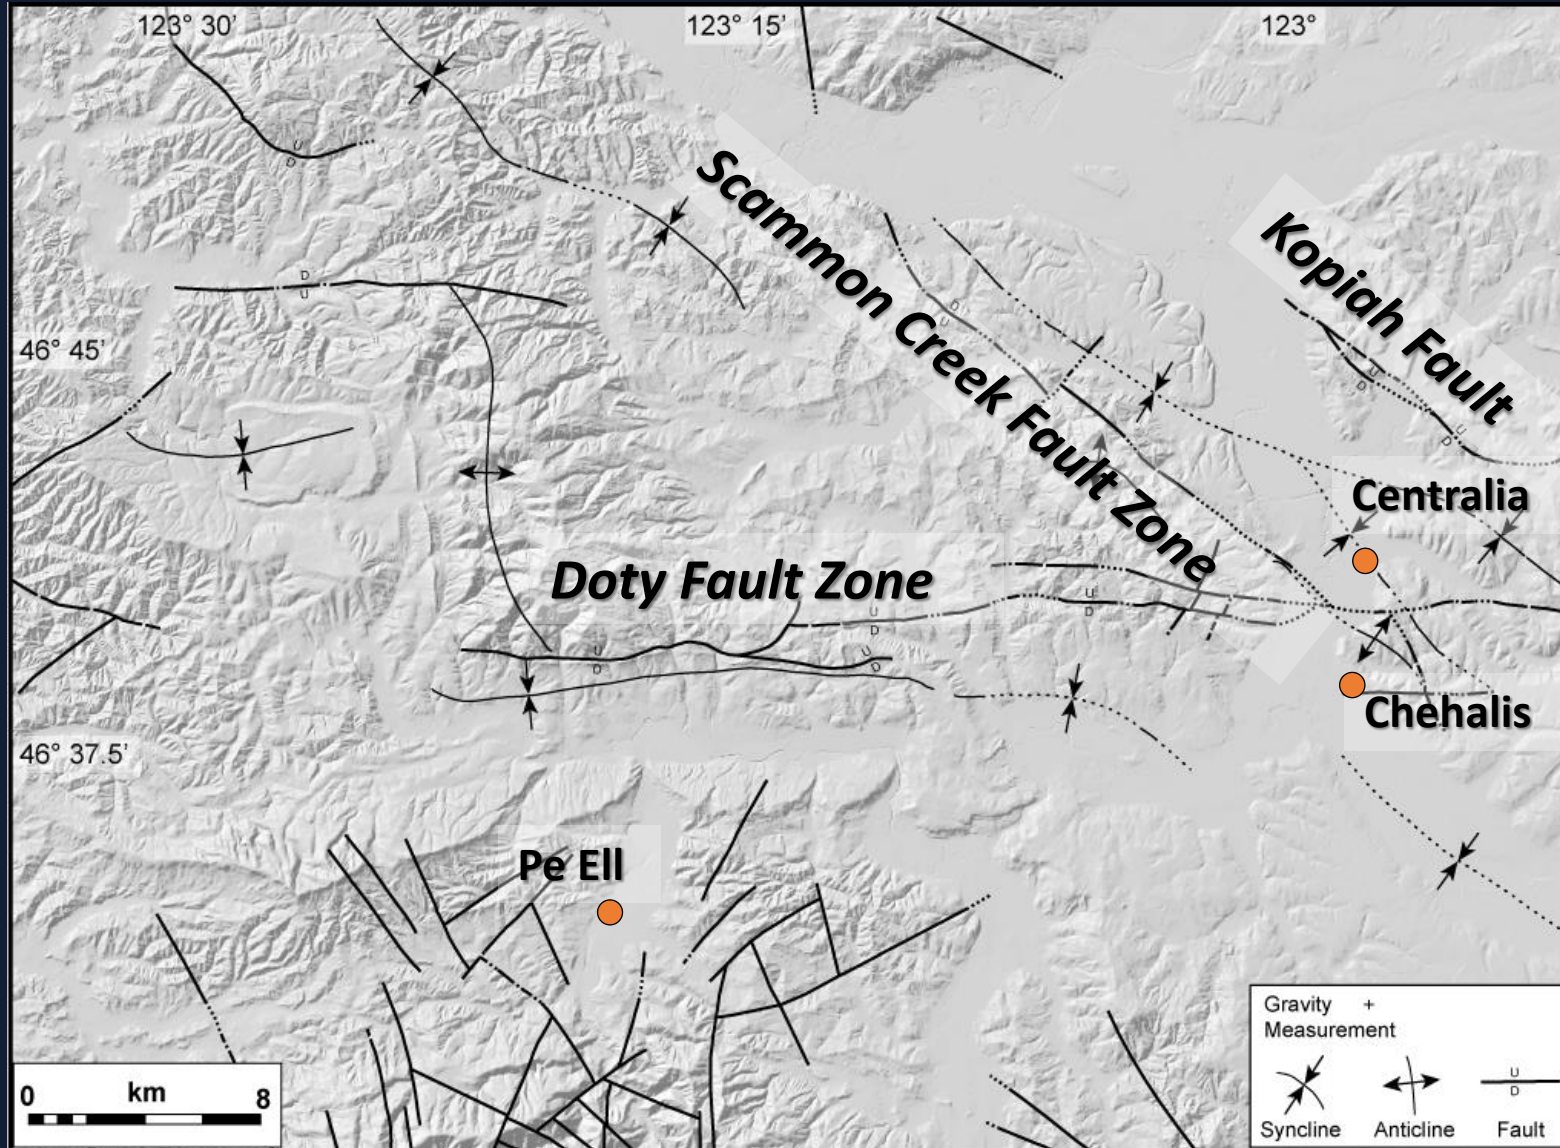 123° 30’
123° 15’
123°
U
D
Scammon Creek Fault Zone
Kopiah Fault
D
U
46° 45’
D
U
U
D
U
D
Centralia
Doty Fault Zone
U
D
U
D
U
D
U
D
Chehalis
46° 37.5’
Pe Ell
Gravity +
Measurement
U
D
Syncline Anticline Fault
km
0 8